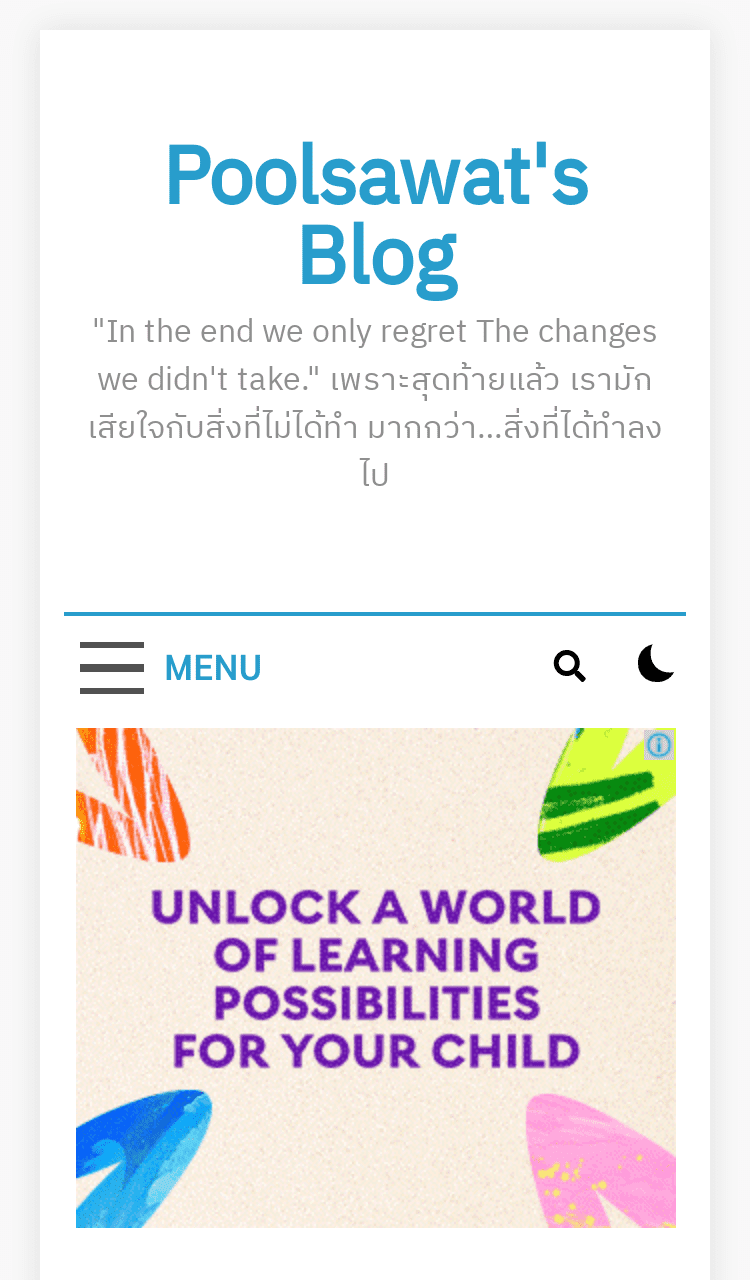 Poolsawat's
Blog
"In the end we only regret The changes
we didn't take." เพราะสุดท้ายแล้ว เรามัก
เสียใจกับสิ่งที่ไม่ได้ทำ มากกว่า...สิ่งที่ได้ทำลง
ไป
MENU
UNLOCK A WORLD
OF LEARNING
POSSIBILITIES
FOR YOUR CHILD